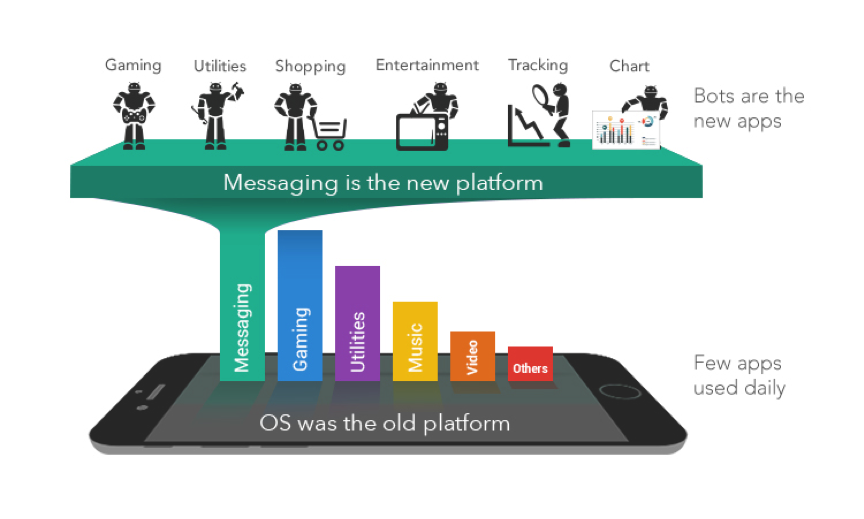 Gaming
Utilities
Shopping
Entertainment
Tracking
Chart
Bots are the
new apps
Messaging is the new platform
Messaging
Gaming
Utilities
Music
Video
Others
Few apps
used daily
OS was the old platform